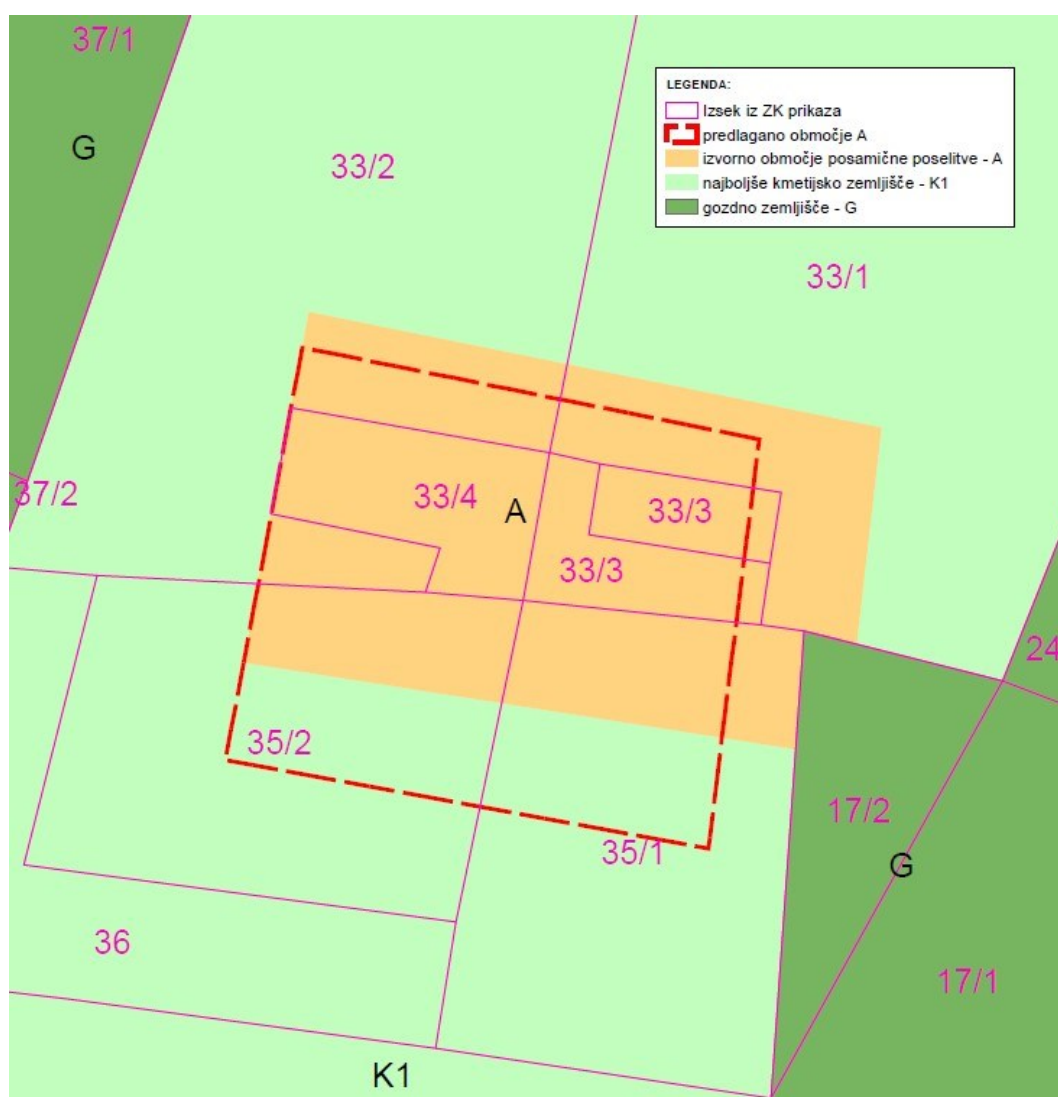 37/1
LEGENDA:
Izsek iz ZK prikaza
predlagano območje A
izvorno območje posamične poselitve - A
najboljše kmetijsko zemljišče - K1
gozdno zemljišče - G
G
33/2
33/1
37/2
33/4
A
33/3
33/3
24
35/2
35/1
17/2
G
36
17/1
K1